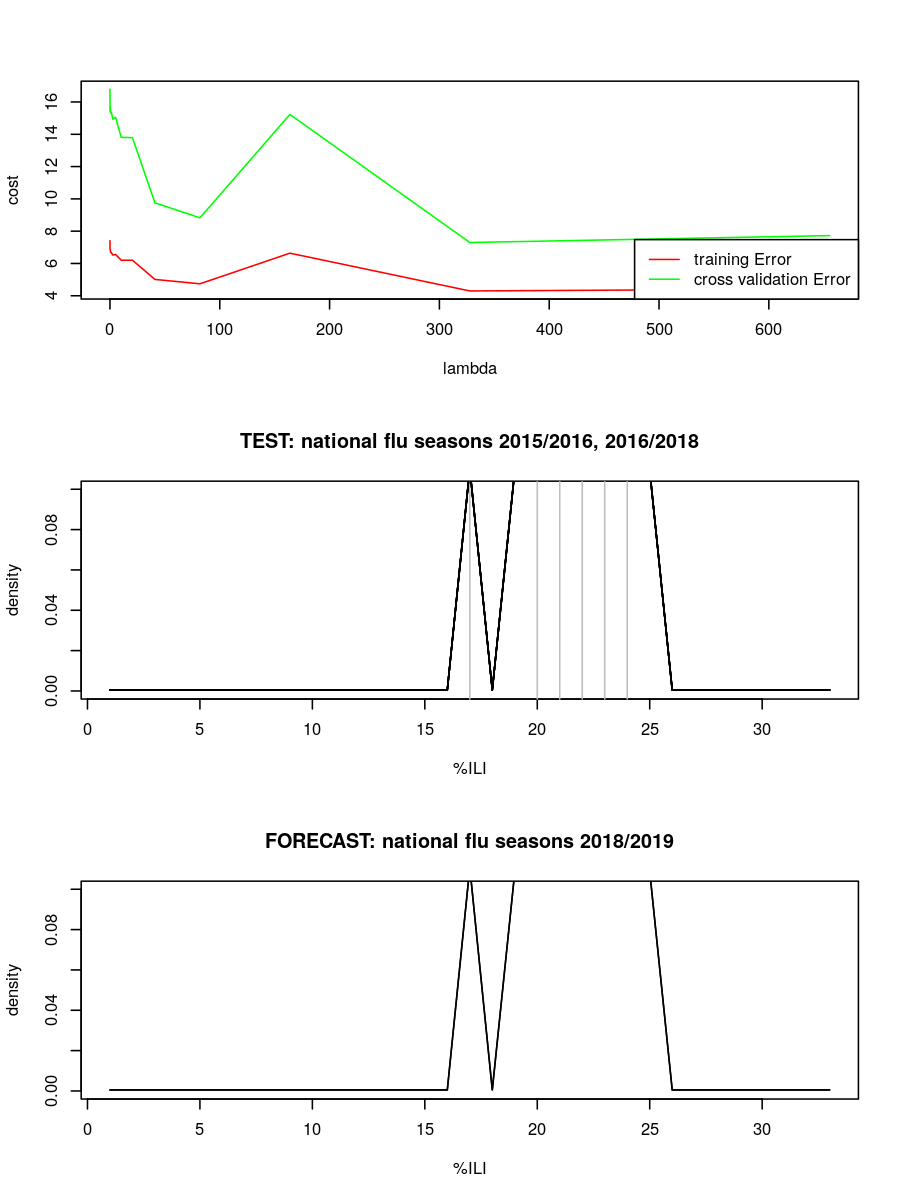 16
14
12
10
8
6
4
cost
training Error
cross validation Error
0 100 200 300 400 500 600
lambda
TEST: national flu seasons 2015/2016, 2016/2018
0.08
0.04
0.00
density
0 5 10 15 20 25 30
%ILI
FORECAST: national flu seasons 2018/2019
0.08
0.04
0.00
density
0 5 10 15 20 25 30
%ILI